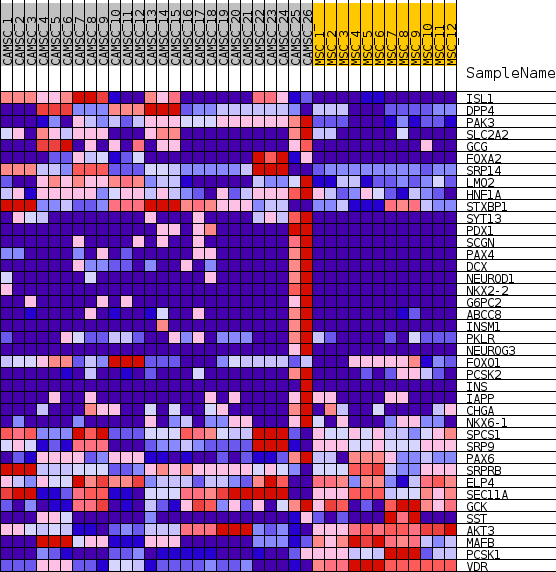 CAMSC_1
CAMSC_2
CAMSC_3
CAMSC_4
CAMSC_5
CAMSC_6
CAMSC_7
CAMSC_8
CAMSC_9
CAMSC_10
CAMSC_11
CAMSC_12
CAMSC_13
CAMSC_14
CAMSC_15
CAMSC_16
CAMSC_17
CAMSC_18
CAMSC_19
CAMSC_20
CAMSC_21
CAMSC_22
CAMSC_23
CAMSC_24
CAMSC_25
CAMSC_26
MSC_1
MSC_2
MSC_3
MSC_4
MSC_5
MSC_6
MSC_7
MSC_8
MSC_9
MSC_10
MSC_11
MSC_12
SampleName
ISL1
DPP4
PAK3
SLC2A2
GCG
FOXA2
SRP14
LMO2
HNF1A
STXBP1
SYT13
PDX1
SCGN
PAX4
DCX
NEUROD1
NKX2-2
G6PC2
ABCC8
INSM1
PKLR
NEUROG3
FOXO1
PCSK2
INS
IAPP
CHGA
NKX6-1
SPCS1
SRP9
PAX6
SRPRB
ELP4
SEC11A
GCK
SST
AKT3
MAFB
PCSK1
VDR